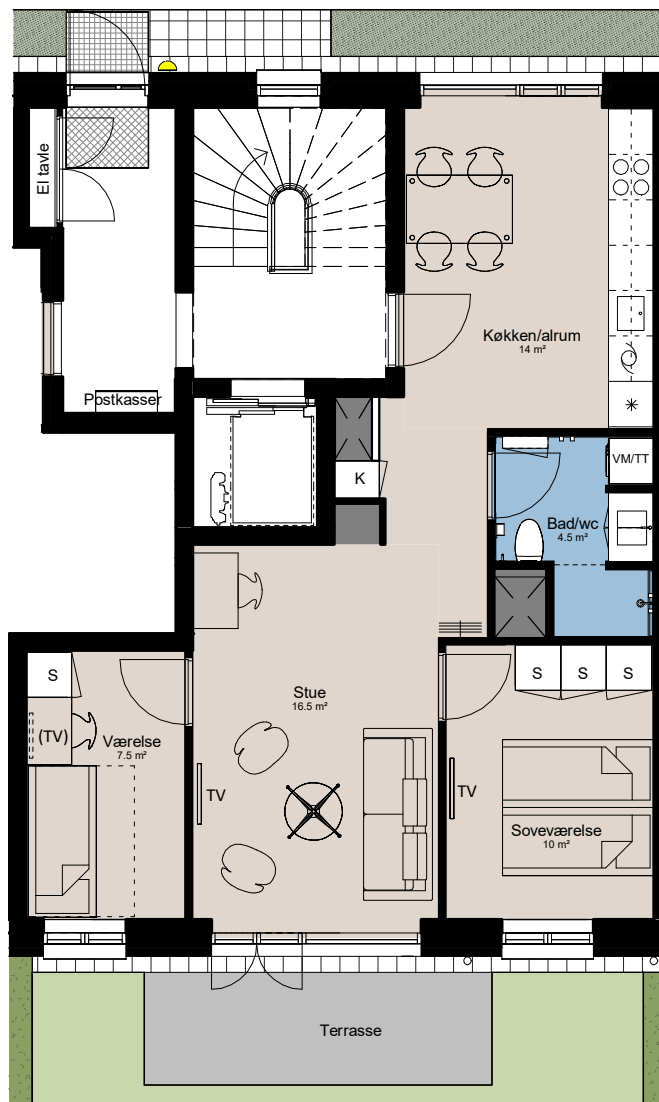 El tavle
Køkken/alrum
14 m²
Postkasser
K
VM/TT
Bad/wc
4.5 m²
S
(TV)
Værelse
7.5 m²
Stue
16.5 m²
TV
S
S
S
TV
Soveværelse
10 m²
Terrasse